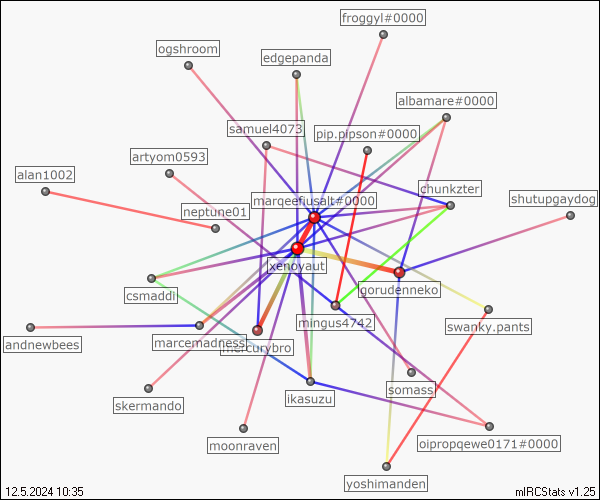 froggyl#0000
ogshroom
edgepanda
albamare#0000
samuel4073
pip.pipson#0000
artyom0593
alan1002
chunkzter
shutupgaydog
marqeefiusalt#0000
neptune01
xenoyaut
gorudenneko
csmaddi
mingus4742
swanky.pants
andnewbees
marcemadness
mercurybro
somass
ikasuzu
skermando
oipropqewe0171#0000
moonraven
yoshimanden
12.5.2024 10:35
mIRCStats v1.25